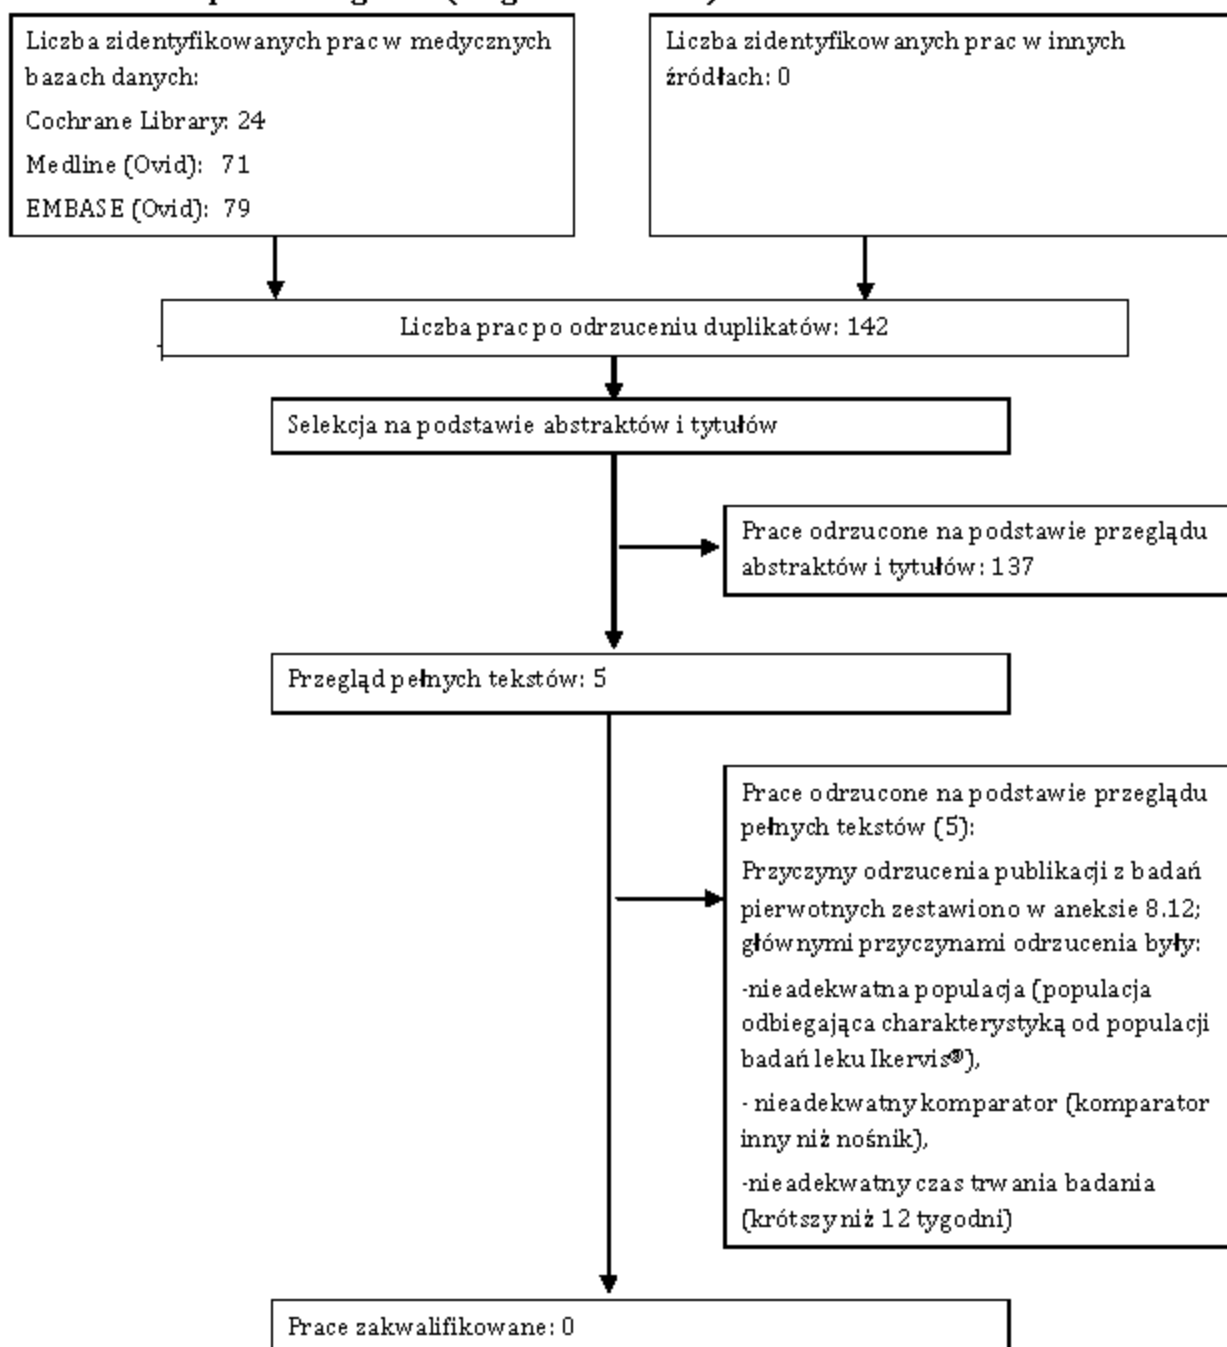 Liczba zidentyfikowanych prac w medycznych
bazach danych:
Cochrane Library: 24
Medline (Ovid): 71
EMBASE (Ovid): 79
Liczba zidentyfikowanych prac w innych
źródłach: 0
Liczba prac po odrzuceniu duplikatów: 142
Selekcja na podstawie abstraktów i tytułów
Prace odrzucone na podstawie przeglądu
abstraktów i tytułów: 137
Przegląd pełnych tekstów: 5
Prace odrzucone na podstawie przeglądu
pełnych tekstów (5):
Przyczyny odrzucenia publikacji z badań
pierwotnych zestawiono w aneksie 8.12;
głównymi przyczynami odrzucenia były:
-nieadekwatna populacja (populacja
odbiegająca charakterystyką od populacji
badań leku Ikervis®),
- nieadekwatny komparator (komparator
inny niż nośnik),
-nieadekwatny czas trwania badania
(krótszy niż 12 tygodni)
Prace zakwalifikowane: 0